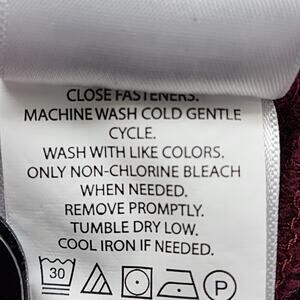 CLOSE FASTENERS.
MACHINE WASH COLD GENTLE
CYCLE.
WASH WITH LIKE COLORS.
ONLY NON-CHLORINE BLEACH
WHEN NEEDED.
REMOVE PROMPTLY.
TUMBLE DRY LOW.
COOL IRON IF NEEDED.
30 P